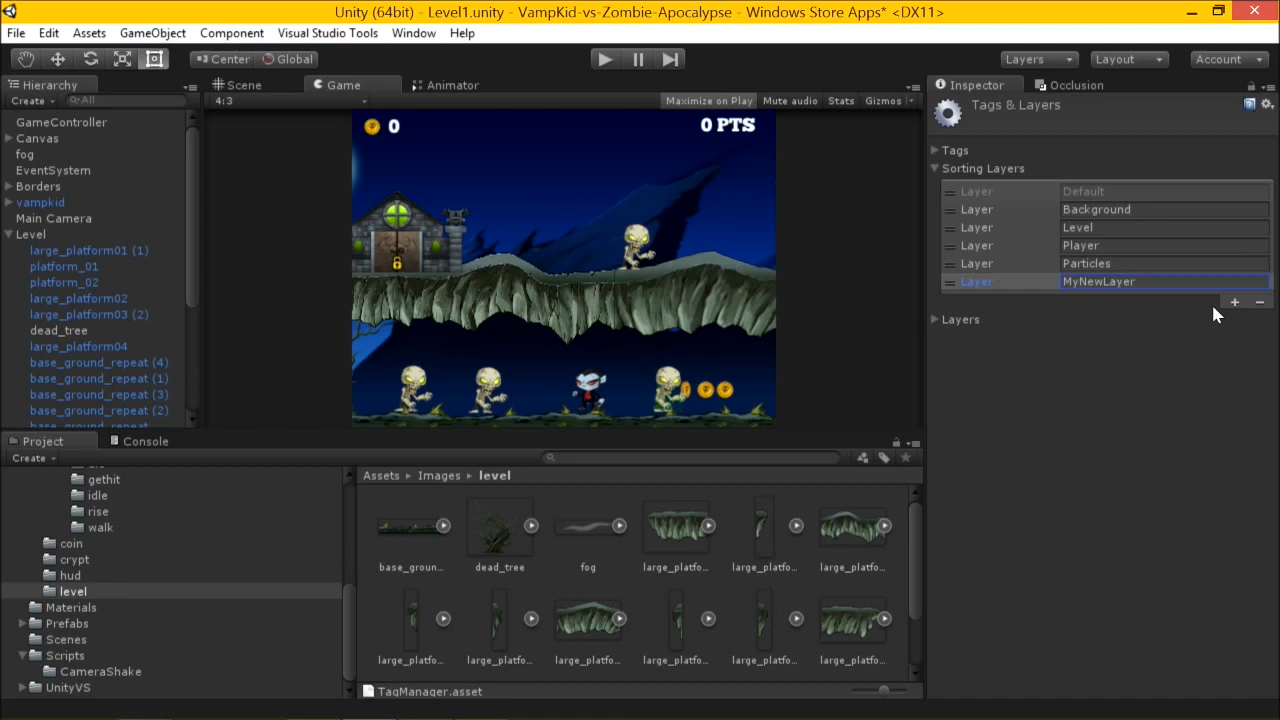 Unity (64bit) - Level1.unity - VampKid-vs-Zombie-Apocalypse - Windows Store Apps* <DX11>
File Edit Assets GameObject Component Visual Studio Tools Window Help
Center Global Layers Layout Account
Hierarchy
Create All
GameController
Canvas
fog
EventSystem
Borders
vampkid
Main Camera
Level
large_platform01 (1)
platform_01
platform_02
large_platform02
large_platform03 (2)
dead_tree
large_platform04
base_ground_repeat (4)
base_ground_repeat (1)
base_ground_repeat (3)
base_ground_repeat (2)
base_ground_repeat
Scene Game Animator
4:3 Maximize on Play Mute audio Stats Gizmos
0 0 PTS
Inspector Occlusion
Tags & Layers
Tags
Sorting Layers
Layer Default
Layer Background
Layer Level
Layer Player
Layer Particles
Layer MyNewLayer
Layers
Project Console
Create
gethit
idle
rise
walk
coin
crypt
hud
level
Materials
Prefabs
Scenes
Scripts
CameraShake
UnityVS
Assets Images level
base_groun... dead_tree fog large_platfo... large_platfo... large_platfo...
large_platfo... large_platfo... large_platfo... large_platfo... large_platfo... large_platfo...
TagManager.asset